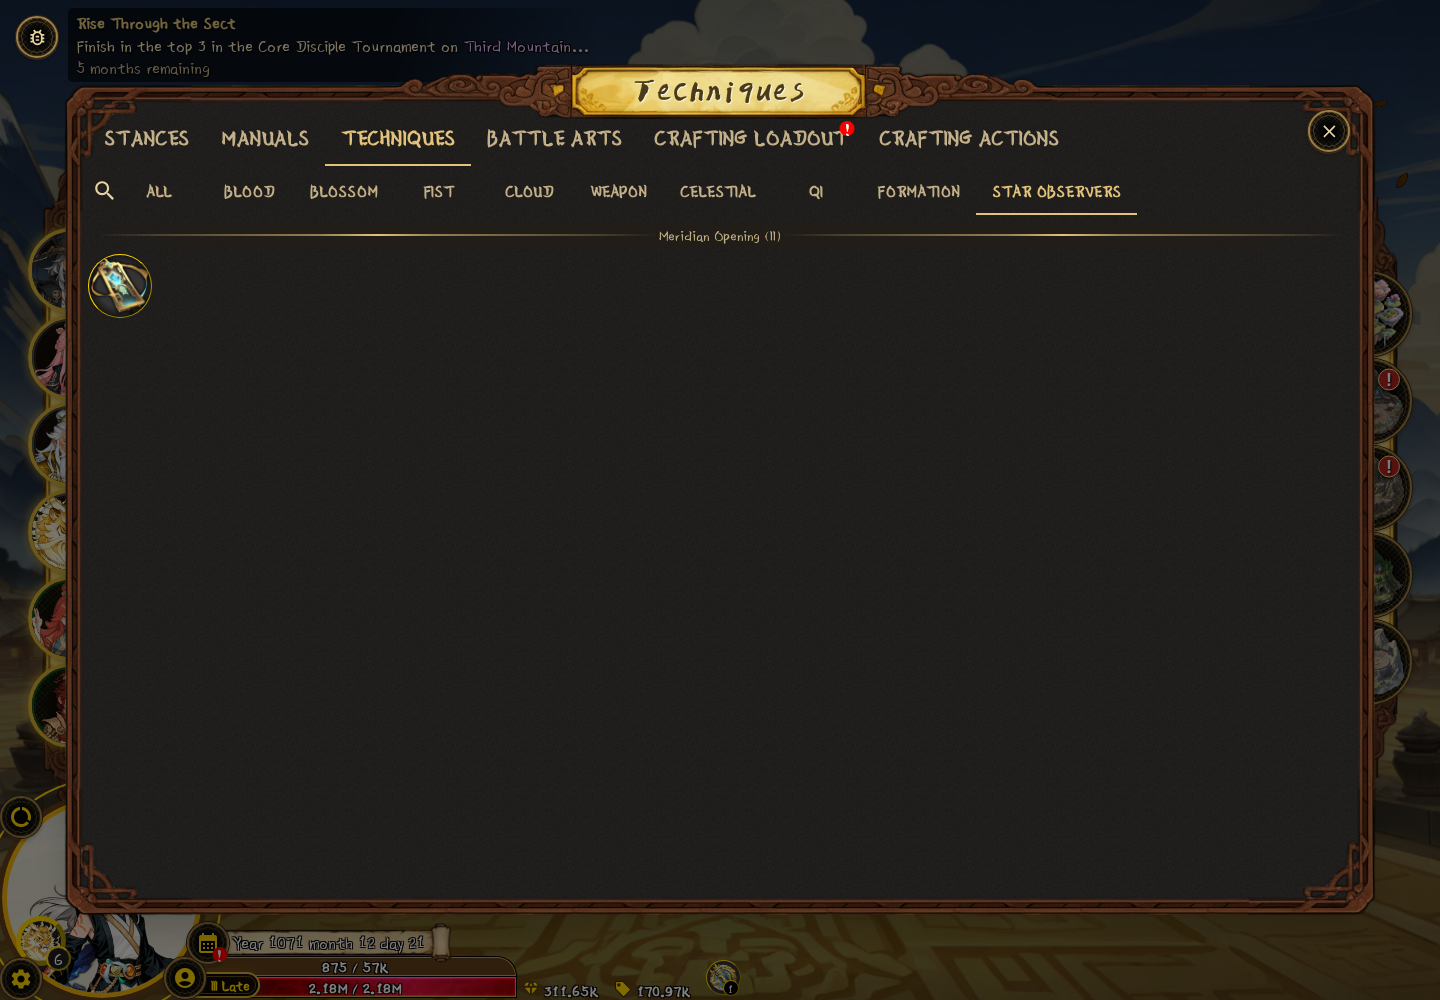 Rise Through the Sect
Finish in the top 3 in the Core Disciple Tournament on Third Mountain...
5 months remaining
Techniques
STANCES MANUALS TECHNIQUES BATTLE ARTS CRAFTING LOADOUT ! CRAFTING ACTIONS
ALL BLOOD BLOSSOM FIST CLOUD WEAPON CELESTIAL QI FORMATION STAR OBSERVERS
Meridian Opening (II)
!
!
Year 1071 month 12 day 21
!
6
875 / 57k
III Late
2.18M / 2.18M
311.65k
170.97k
1